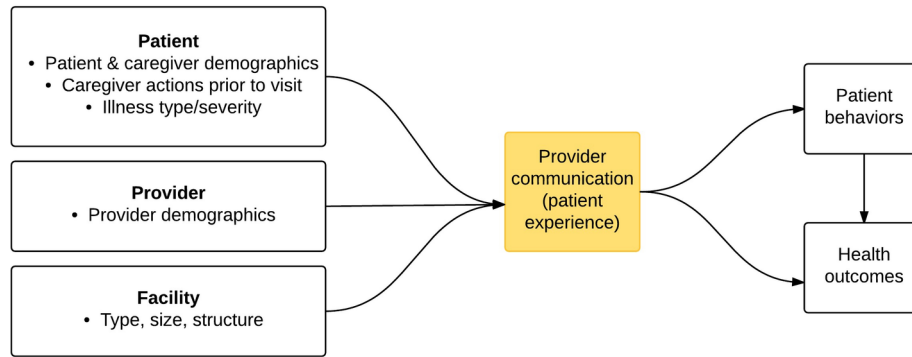 Patient
• Patient & caregiver demographics
• Caregiver actions prior to visit
• Illness type/severity
Provider
• Provider demographics
Facility
• Type, size, structure
Provider
communication
(patient
experience)
Patient
behaviors
Health
outcomes